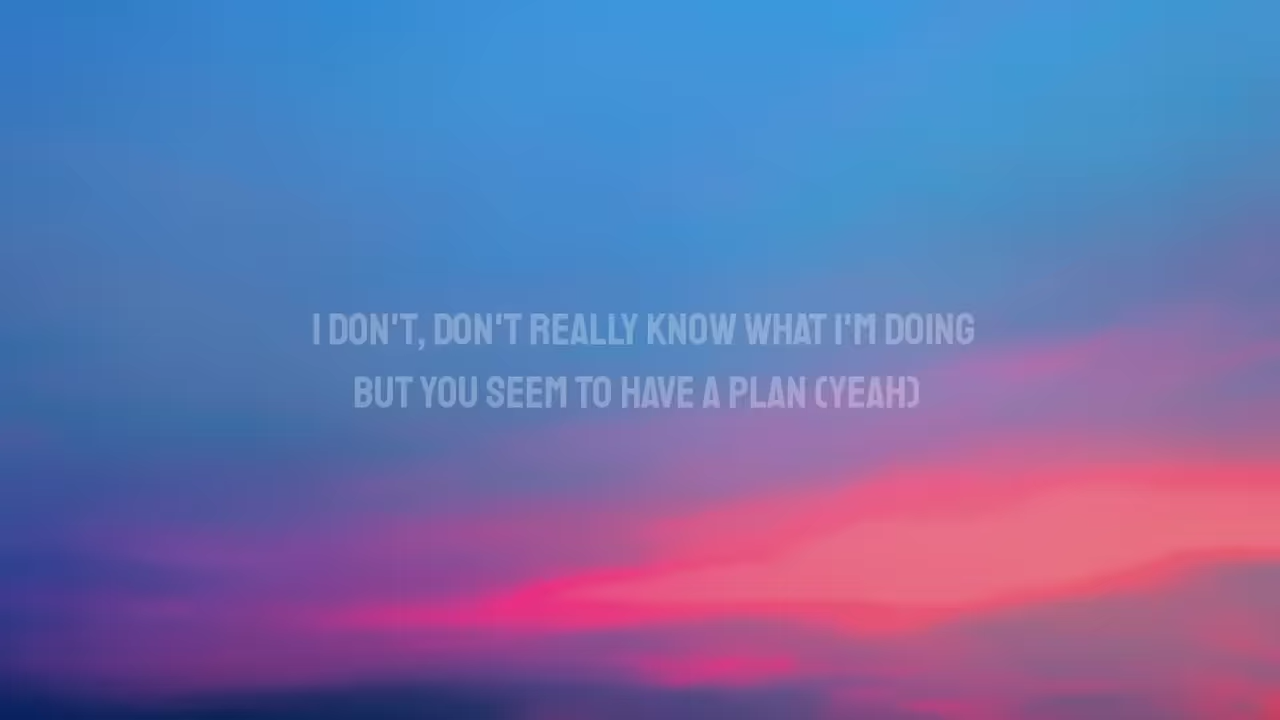 I DON'T, DON'T REALLY KNOW WHAT I'M DOING
BUT YOU SEEM TO HAVE A PLAN (YEAH)